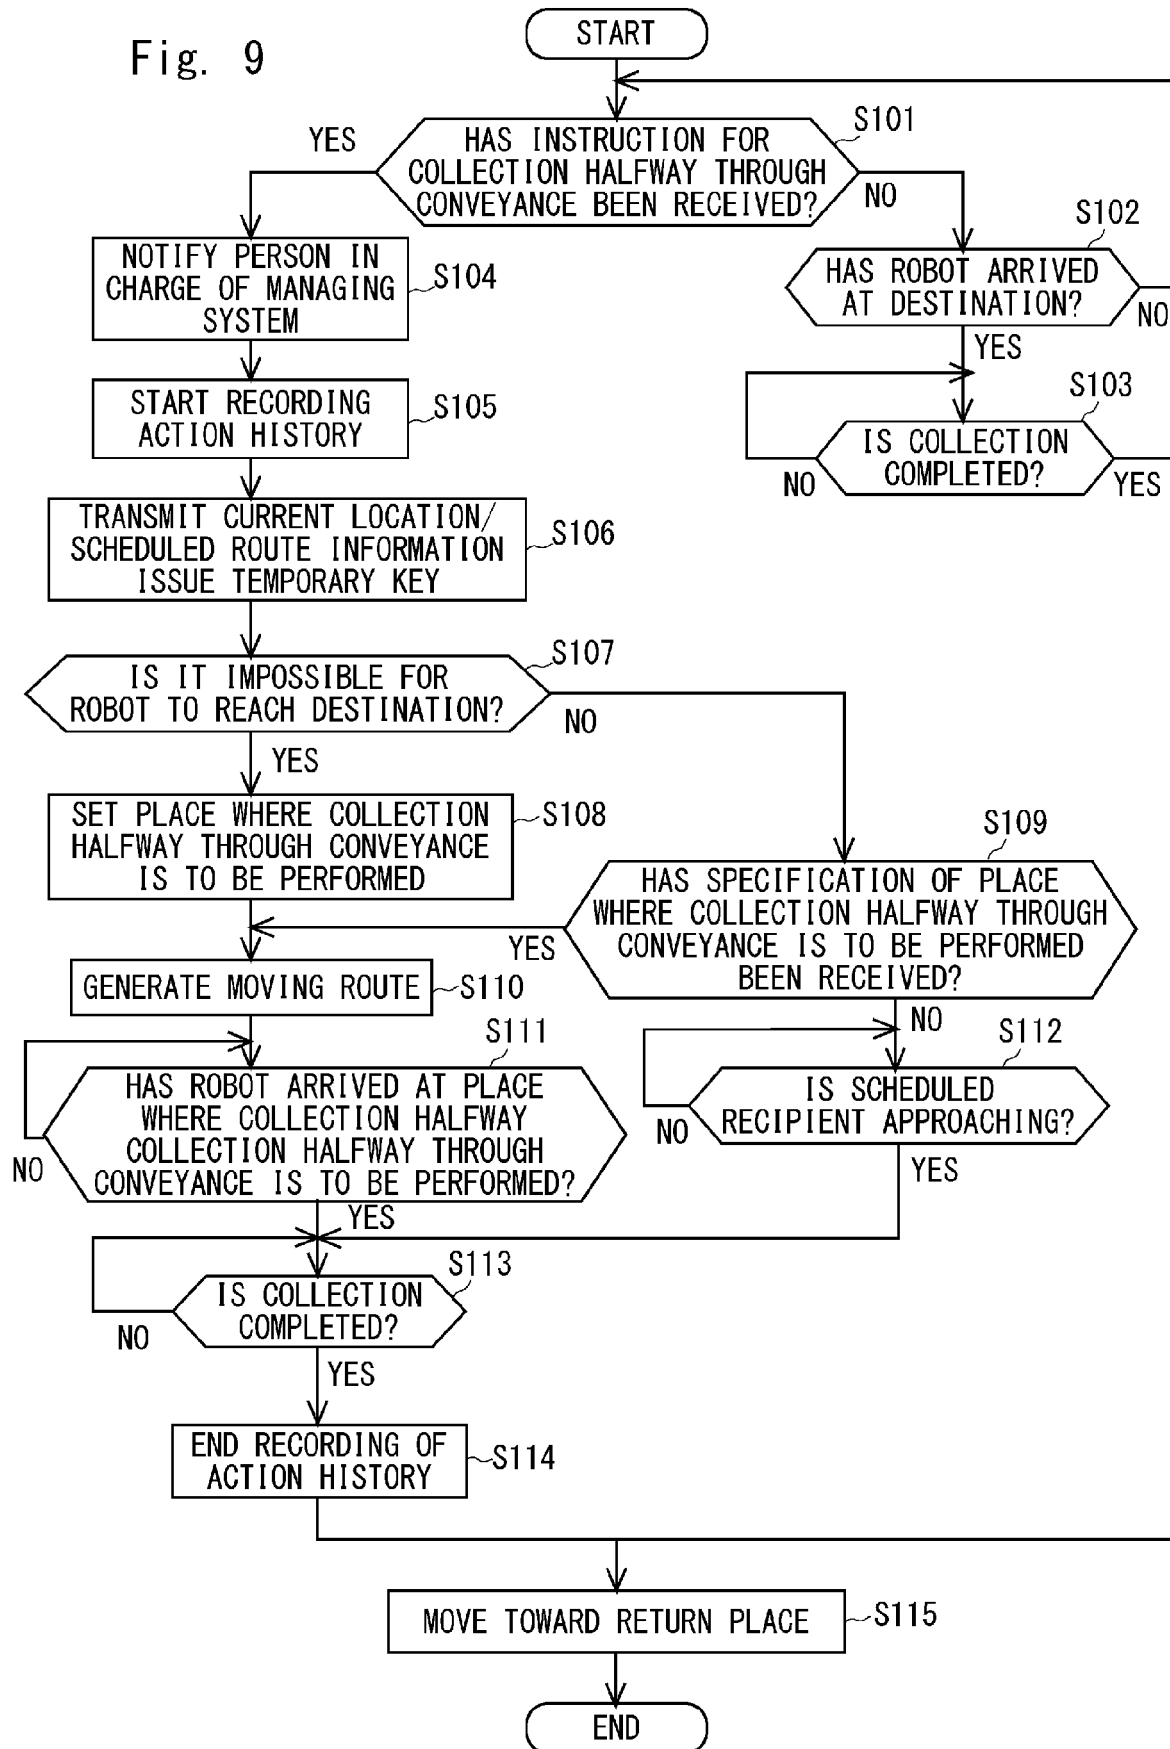 Fig. 9
START
HAS INSTRUCTION FOR
COLLECTION HALFWAY THROUGH
CONVEYANCE BEEN RECEIVED?
S101
YES
NO
S102
HAS ROBOT ARRIVED
AT DESTINATION?
NO
YES
S103
IS COLLECTION
COMPLETED?
NO
YES
NOTIFY PERSON IN
CHARGE OF MANAGING
SYSTEM
S104
START RECORDING
ACTION HISTORY
S105
TRANSMIT CURRENT LOCATION/
SCHEDULED ROUTE INFORMATION
ISSUE TEMPORARY KEY
S106
IS IT IMPOSSIBLE FOR
ROBOT TO REACH DESTINATION?
S107
NO
YES
SET PLACE WHERE COLLECTION
HALFWAY THROUGH CONVEYANCE
IS TO BE PERFORMED
S108
S109
HAS SPECIFICATION OF PLACE
WHERE COLLECTION HALFWAY THROUGH
CONVEYANCE IS TO BE PERFORMED
BEEN RECEIVED?
YES
NO
GENERATE MOVING ROUTE
S110
S111
HAS ROBOT ARRIVED AT PLACE
WHERE COLLECTION HALFWAY
COLLECTION HALFWAY THROUGH
CONVEYANCE IS TO BE PERFORMED?
NO
YES
S112
IS SCHEDULED
RECIPIENT APPROACHING?
NO
YES
S113
IS COLLECTION
COMPLETED?
NO
YES
END RECORDING OF
ACTION HISTORY
S114
MOVE TOWARD RETURN PLACE
S115
END